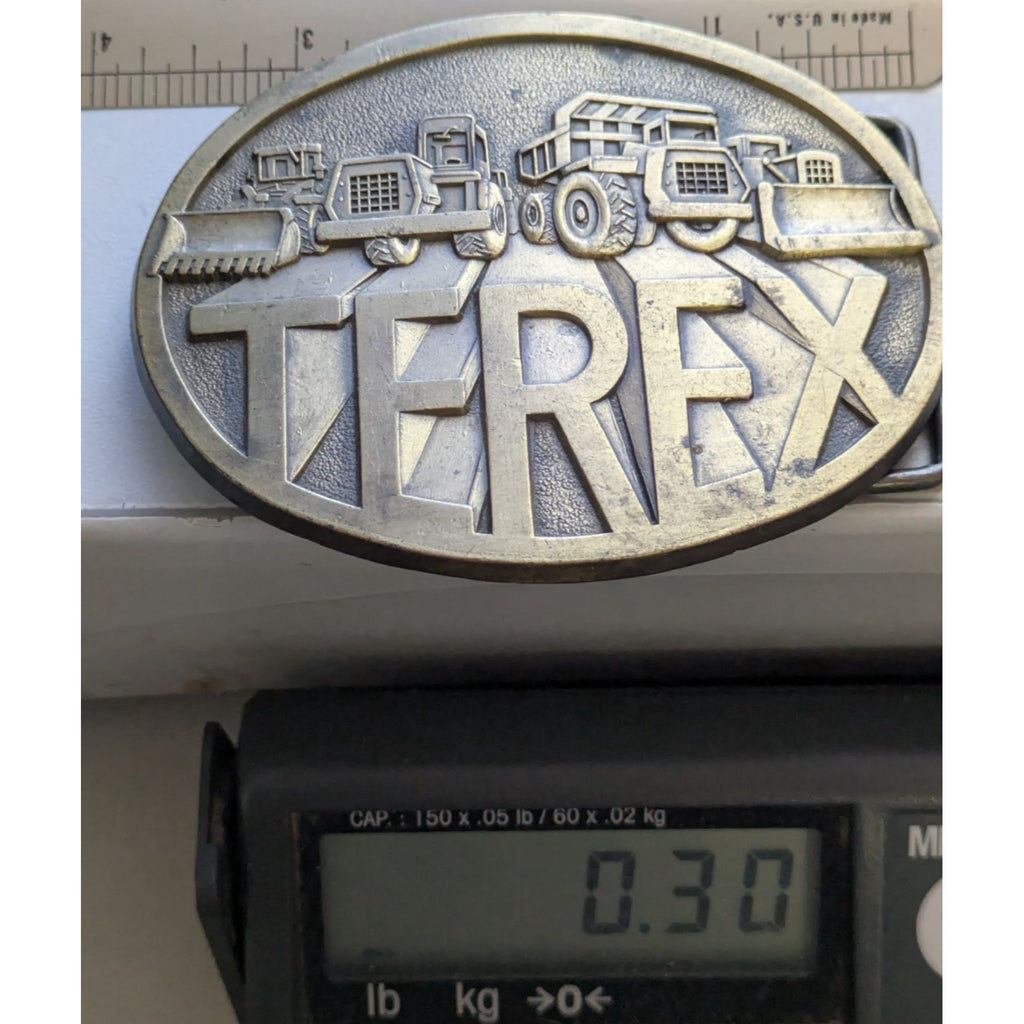 4 3 1 Made in U.S.A.
TEREX
CAP. : 150 x .05 lb / 60 x .02 kg
0.30
lb kg →0←